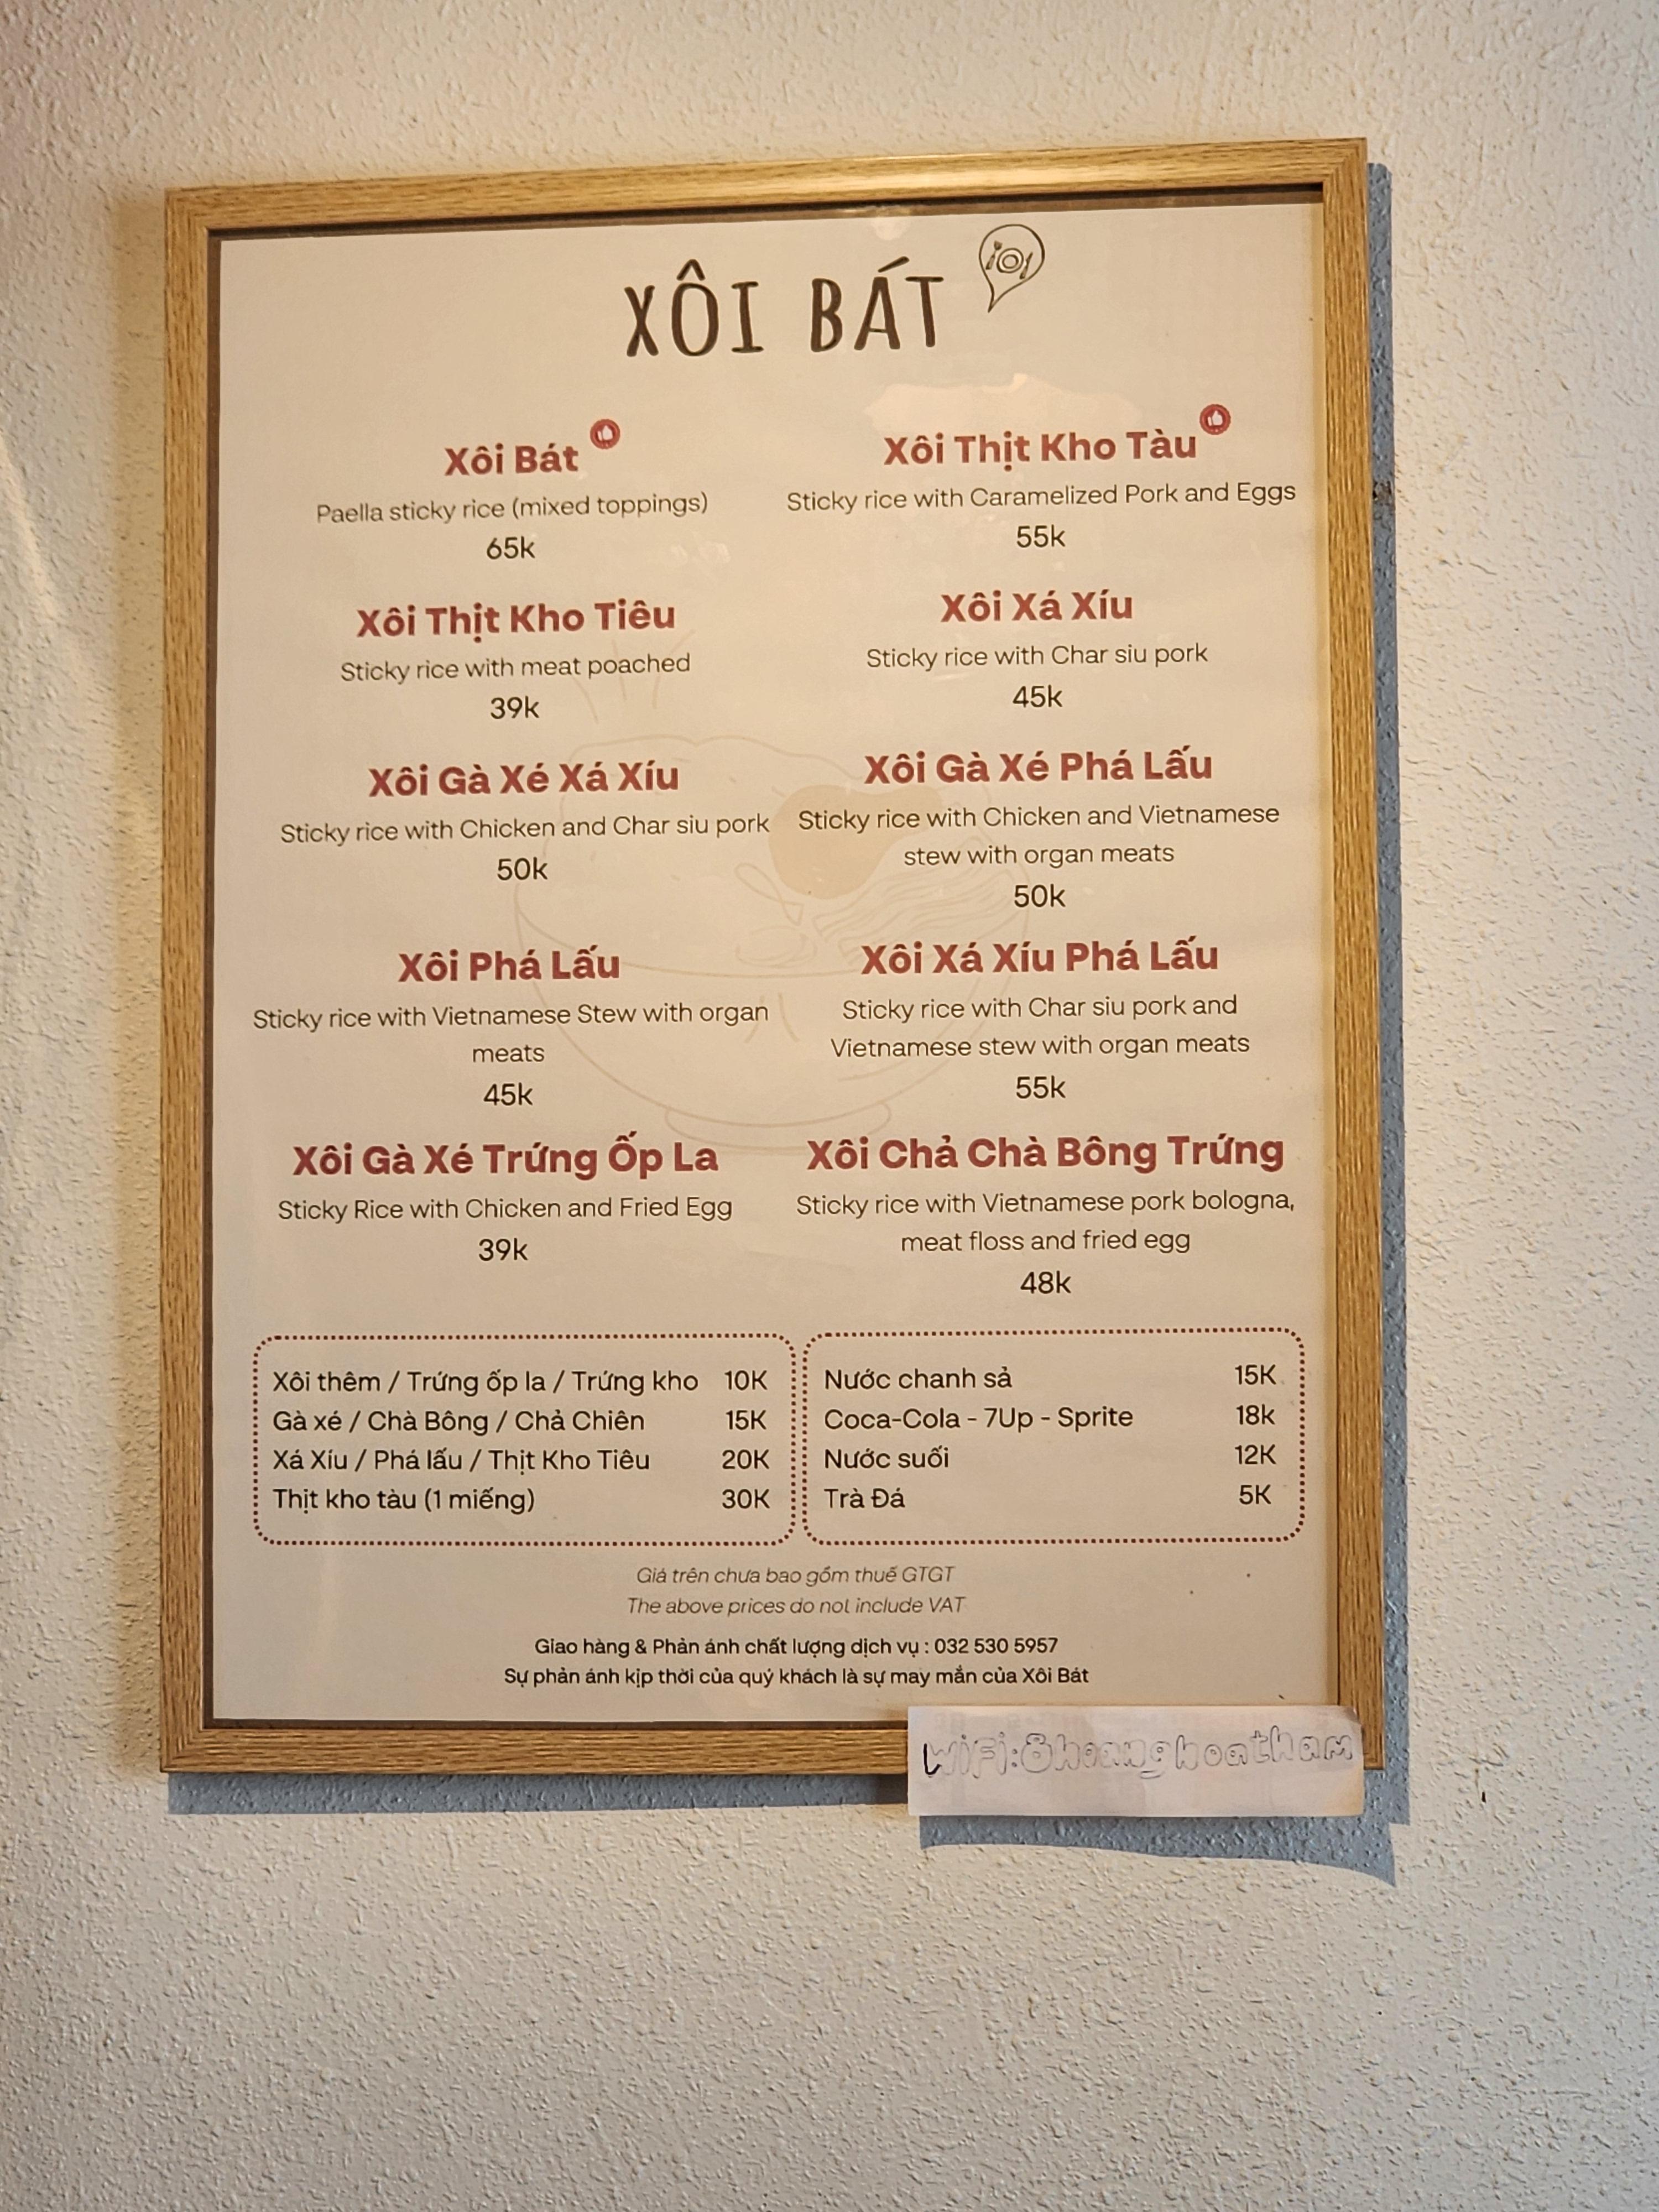 XÔI BÁT
Xôi Bát
Paella sticky rice (mixed toppings)
65k
Xôi Thịt Kho Tàu
Sticky rice with Caramelized Pork and Eggs
55k
Xôi Thịt Kho Tiêu
Sticky rice with meat poached
39k
Xôi Xá Xíu
Sticky rice with Char siu pork
45k
Xôi Gà Xé Xá Xíu
Sticky rice with Chicken and Char siu pork
50k
Xôi Gà Xé Phá Lấu
Sticky rice with Chicken and Vietnamese
stew with organ meats
50k
Xôi Phá Lấu
Sticky rice with Vietnamese Stew with organ
meats
45k
Xôi Xá Xíu Phá Lấu
Sticky rice with Char siu pork and
Vietnamese stew with organ meats
55k
Xôi Gà Xé Trứng Ốp La
Sticky Rice with Chicken and Fried Egg
39k
Xôi Chả Chà Bông Trứng
Sticky rice with Vietnamese pork bologna,
meat floss and fried egg
48k
Xôi thêm / Trứng ốp la / Trứng kho 10K
Gà xé / Chà Bông / Chả Chiên 15K
Xá Xíu / Phá lấu / Thịt Kho Tiêu 20K
Thịt kho tàu (1 miếng) 30K
Nước chanh sả 15K
Coca-Cola - 7Up - Sprite 18k
Nước suối 12K
Trà Đá 5K
Giá trên chưa bao gồm thuế GTGT
The above prices do not include VAT
Giao hàng & Phản ánh chất lượng dịch vụ : 032 530 5957
Sự phản ánh kịp thời của quý khách là sự may mắn của Xôi Bát
WiFi:8hoanghoatham